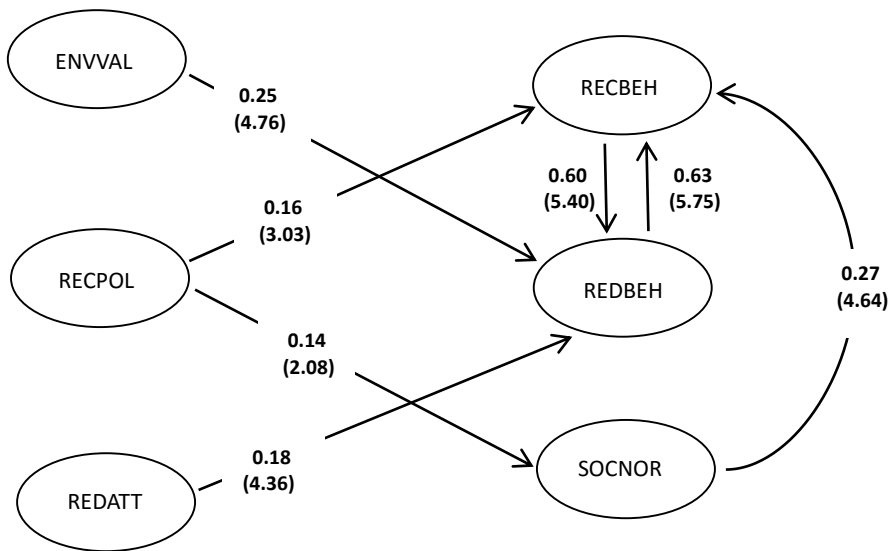 ENVVAL
0.25
(4.76)
RECBEH
0.60
(5.40)
0.63
(5.75)
0.16
(3.03)
RECPOL
REDBEH
0.27
(4.64)
0.14
(2.08)
0.18
(4.36)
REDATT
SOCNOR